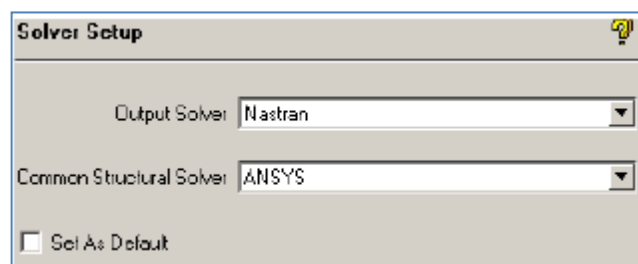 Solver Setup
Output Solver Nastran
Common Structural Solver ANSYS
Set As Default